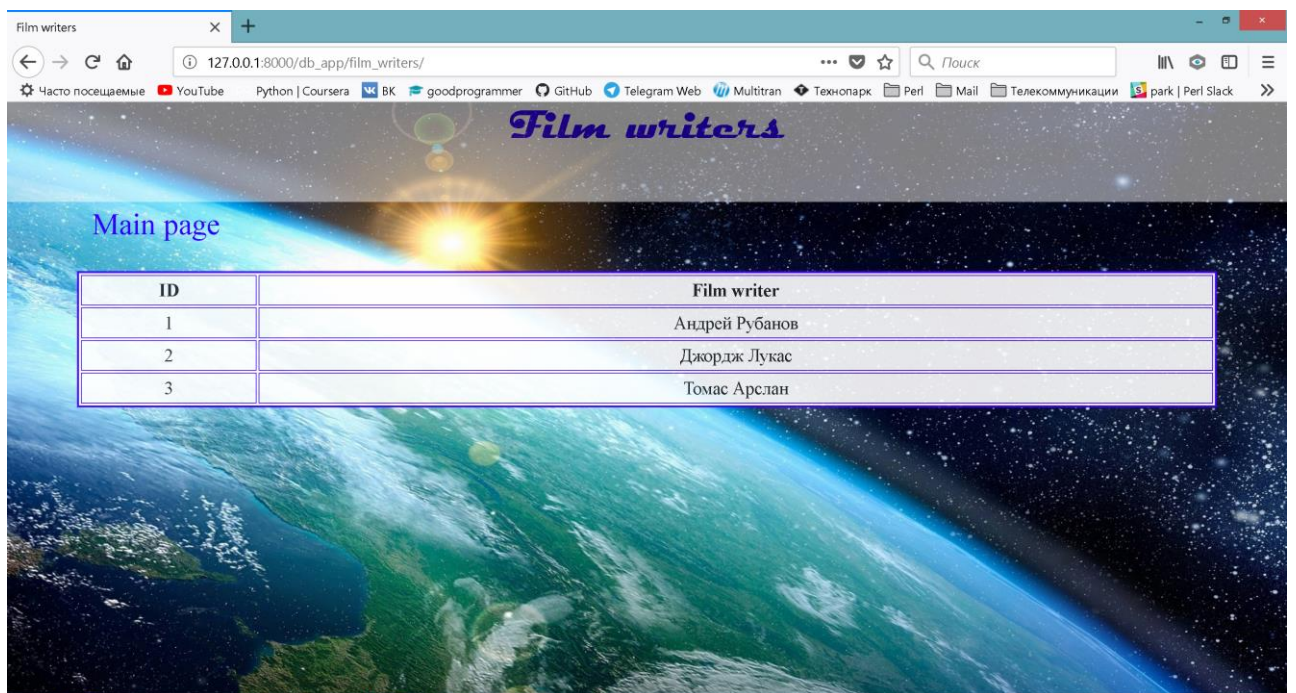 Film writers
127.0.0.1:8000/db_app/film_writers/
Поиск
Часто посещаемые YouTube Python | Coursera ВК goodprogrammer GitHub Telegram Web Multitran Технопарк Perl Mail Телекоммуникации park | Perl Slack
Film writers
Main page
ID Film writer
1 Андрей Рубанов
2 Джордж Лукас
3 Томас Арслан